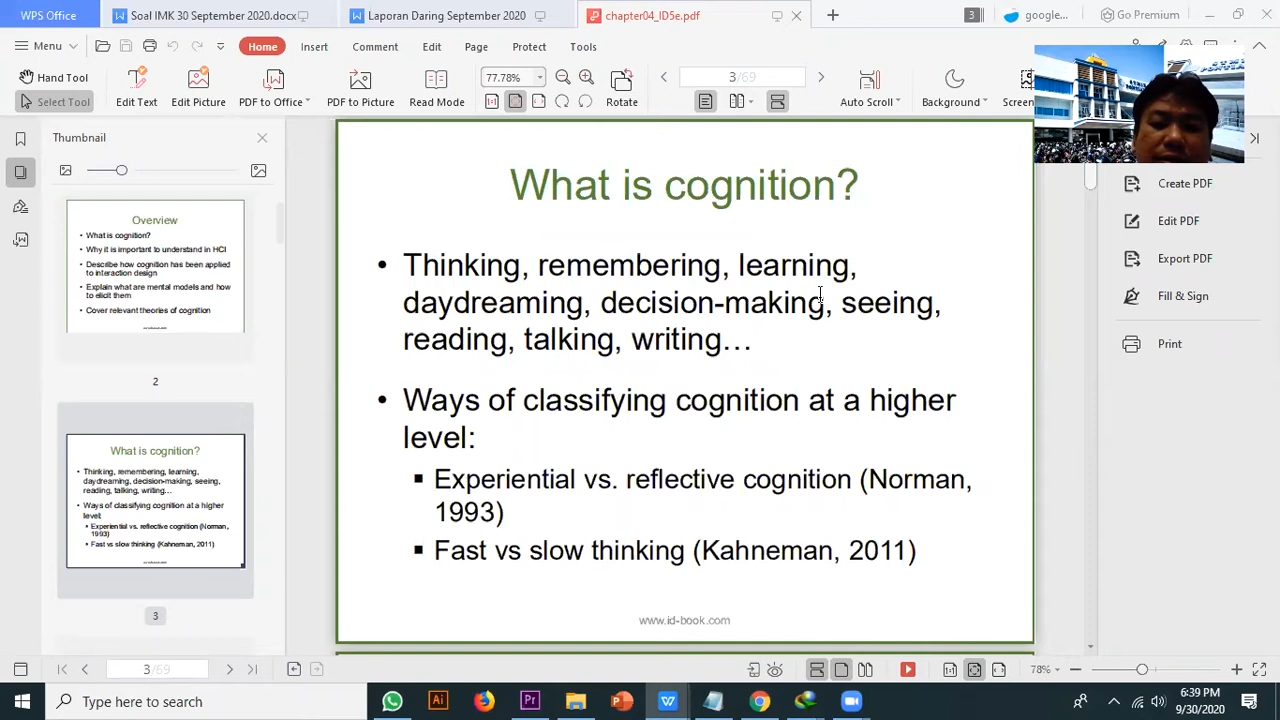 WPS Office
Soal IMK 30 September 2020.docx
Laporan Daring September 2020
chapter04_ID5e.pdf
3
google...
Go Premium
Menu
Home
Insert
Comment
Edit
Page
Protect
Tools
Hand Tool
Select Tool
Edit Text
Edit Picture
PDF to Office
PDF to Picture
Read Mode
77.78%
Rotate
3/69
Auto Scroll
Background
Screen
Thumbnail
Overview
• What is cognition?
• Why it is important to understand in HCI
• Describe how cognition has been applied
to interaction design
• Explain what are mental models and how
to elicit them
• Cover relevant theories of cognition
2
What is cognition?
• Thinking, remembering, learning,
daydreaming, decision-making, seeing,
reading, talking, writing…
• Ways of classifying cognition at a higher
level:
▪ Experiential vs. reflective cognition (Norman,
1993)
▪ Fast vs slow thinking (Kahneman, 2011)
3
What is cognition?
• Thinking, remembering, learning,
daydreaming, decision-making, seeing,
reading, talking, writing…
• Ways of classifying cognition at a higher
level:
▪ Experiential vs. reflective cognition (Norman,
1993)
▪ Fast vs slow thinking (Kahneman, 2011)
www.id-book.com
Create PDF
Edit PDF
Export PDF
Fill & Sign
Print
3/69
78%
Type here to search
6:39 PM
9/30/2020